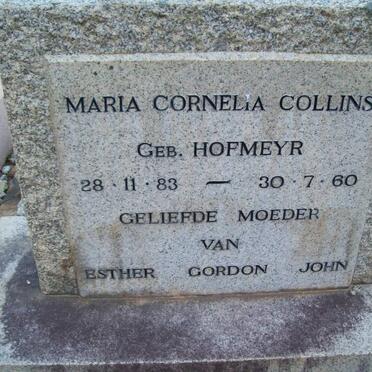 MARIA CORNELIA COLLINS
GEB. HOFMEYR
28·11·83 — 30·7·60
GELIEFDE MOEDER
VAN
ESTHER GORDON JOHN